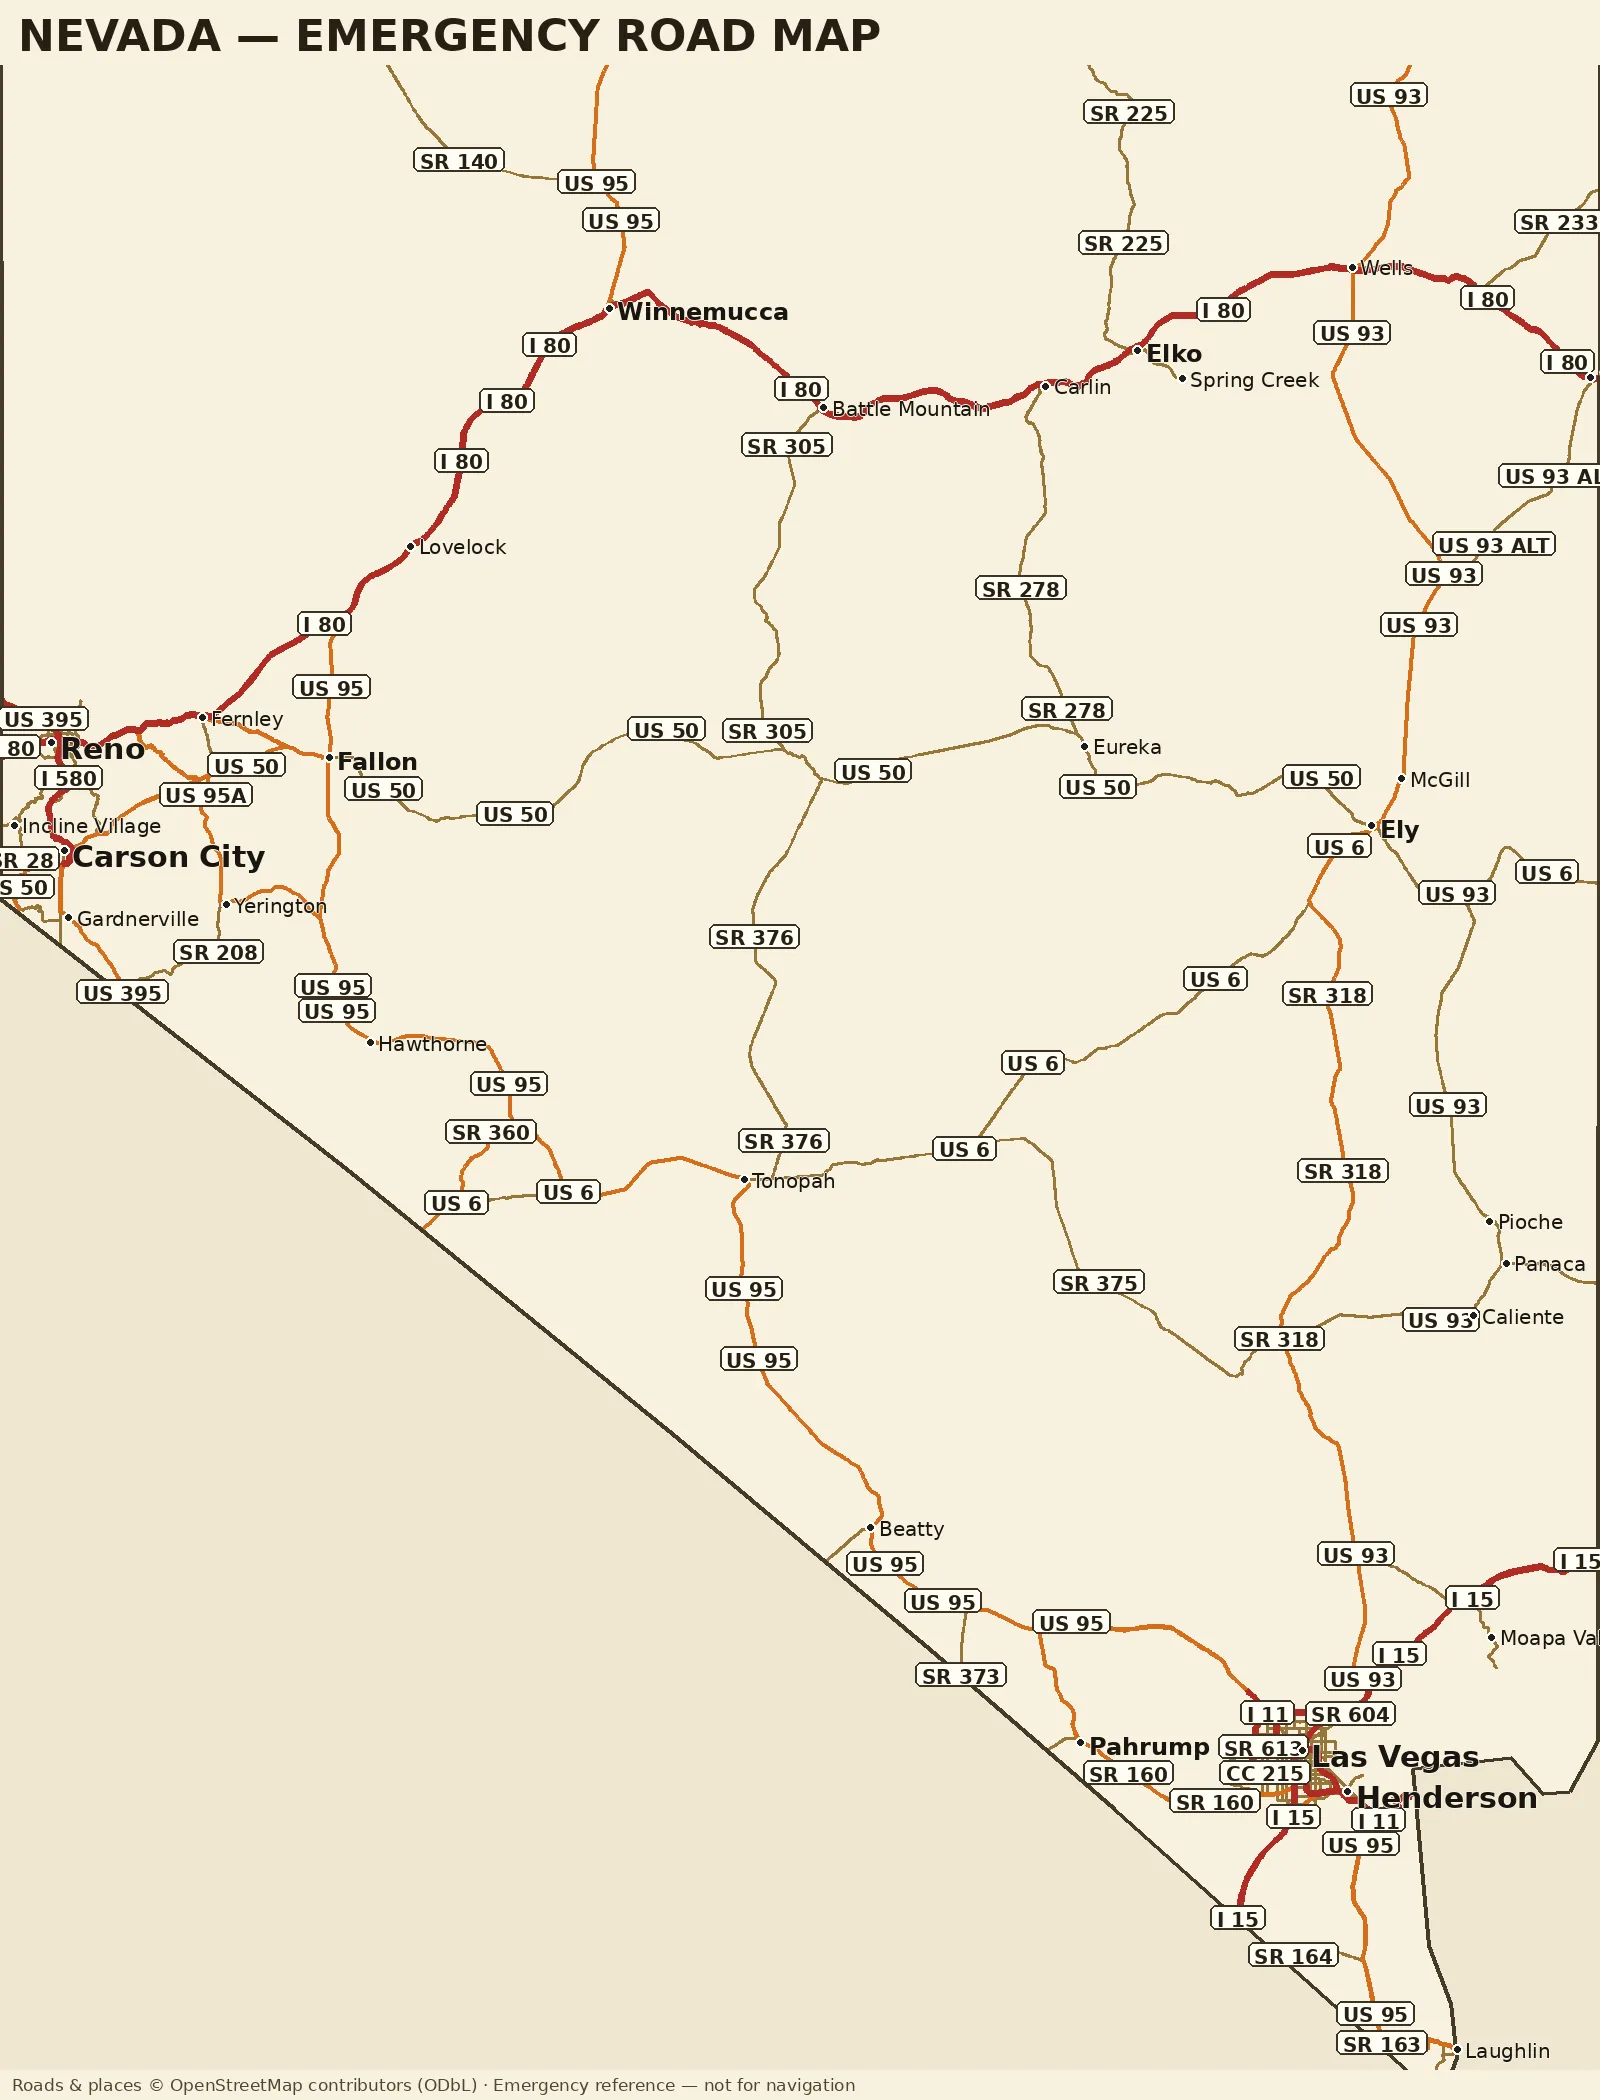 NEVADA — EMERGENCY ROAD MAP
US 93
SR 225
SR 140
US 95
US 95
SR 233
SR 225
Wells
I 80
I 80
Winnemucca
US 93
I 80
Elko
I 80
Spring Creek
Carlin
I 80
I 80
Battle Mountain
SR 305
I 80
US 93 AL
US 93 ALT
Lovelock
US 93
SR 278
I 80
US 93
US 95
SR 278
US 395
Fernley
US 50
SR 305
80
Reno
Eureka
Fallon
US 50
US 50
I 580
US 50
US 50
McGill
US 50
US 95A
US 50
Incline Village
Ely
US 6
Carson City
SR 28
US 6
S 50
US 93
Yerington
Gardnerville
SR 376
SR 208
US 6
US 95
US 395
SR 318
US 95
Hawthorne
US 6
US 95
US 93
SR 360
SR 376
US 6
SR 318
Tonopah
US 6
US 6
Pioche
Panaca
SR 375
US 95
Caliente
US 93
SR 318
US 95
Beatty
US 93
I 15
US 95
I 15
US 95
US 95
Moapa Val
I 15
SR 373
US 93
I 11
SR 604
Pahrump
SR 613
Las Vegas
SR 160
CC 215
Henderson
SR 160
I 15
I 11
US 95
I 15
SR 164
US 95
SR 163
Laughlin
Roads & places © OpenStreetMap contributors (ODbL) · Emergency reference — not for navigation